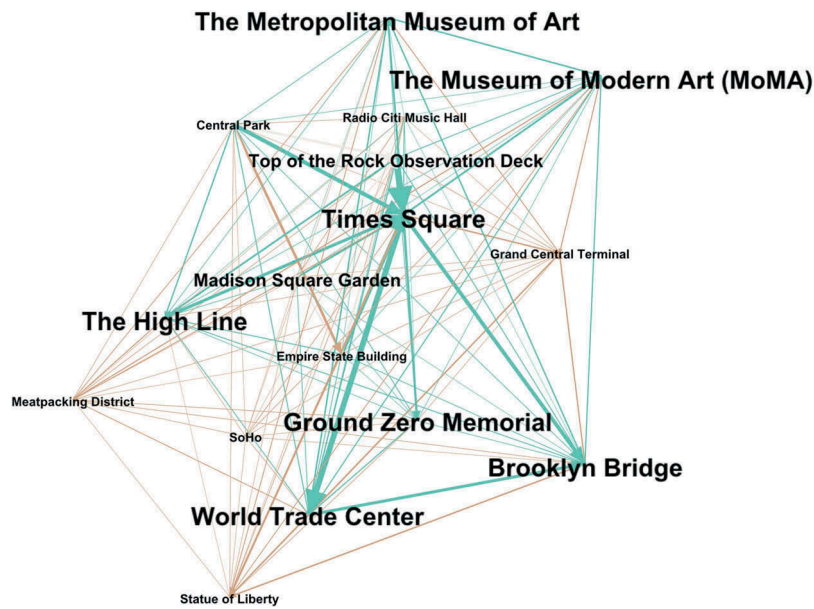 The Metropolitan Museum of Art
The Museum of Modern Art (MoMA)
Central Park
Radio Citi Music Hall
Top of the Rock Observation Deck
Times Square
Grand Central Terminal
Madison Square Garden
The High Line
Empire State Building
Meatpacking District
Ground Zero Memorial
SoHo
Brooklyn Bridge
World Trade Center
Statue of Liberty